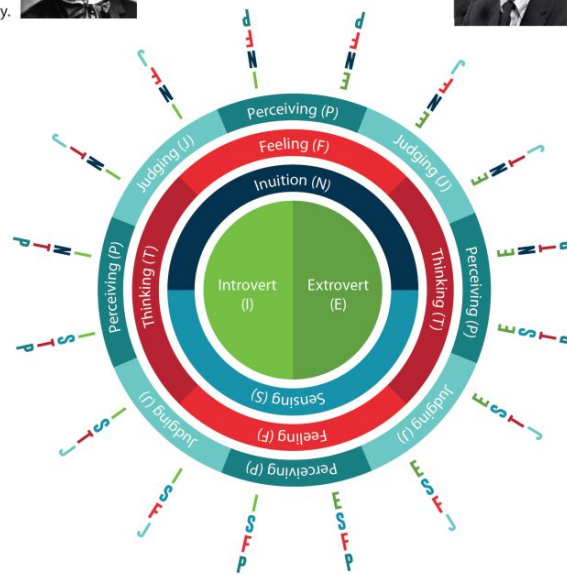 y.
INFP
ENFP
INFJ
ENFJ
INTJ
ENTJ
INTP
ENTP
ISTP
ESTP
ISTJ
ESTJ
ISFJ
ESFJ
ISFP
ESFP
Perceiving (P)
Judging (J)
Judging (J)
Perceiving (P)
Perceiving (P)
Judging (J)
Judging (J)
Perceiving (P)
Feeling (F)
Thinking (T)
Thinking (T)
Feeling (F)
Inuition (N)
Sensing (S)
Introvert
(I)
Extrovert
(E)